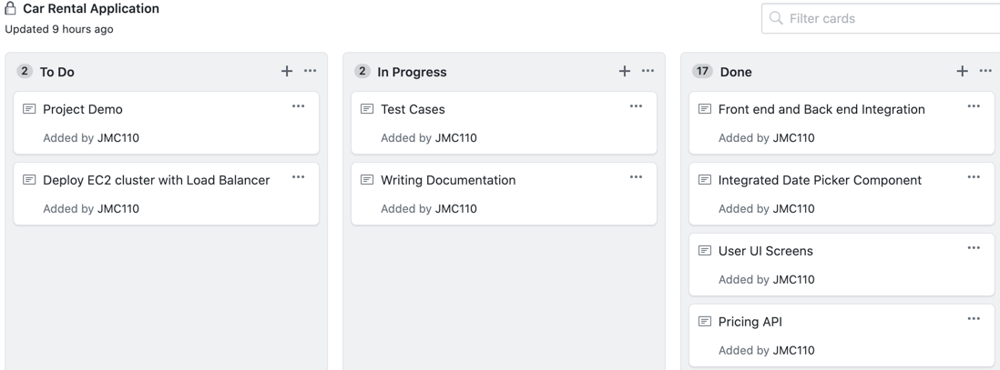 Car Rental Application
Updated 9 hours ago
Filter cards
2 To Do
Project Demo
Added by JMC110
Deploy EC2 cluster with Load Balancer
Added by JMC110
2 In Progress
Test Cases
Added by JMC110
Writing Documentation
Added by JMC110
17 Done
Front end and Back end Integration
Added by JMC110
Integrated Date Picker Component
Added by JMC110
User UI Screens
Added by JMC110
Pricing API
Added by JMC110